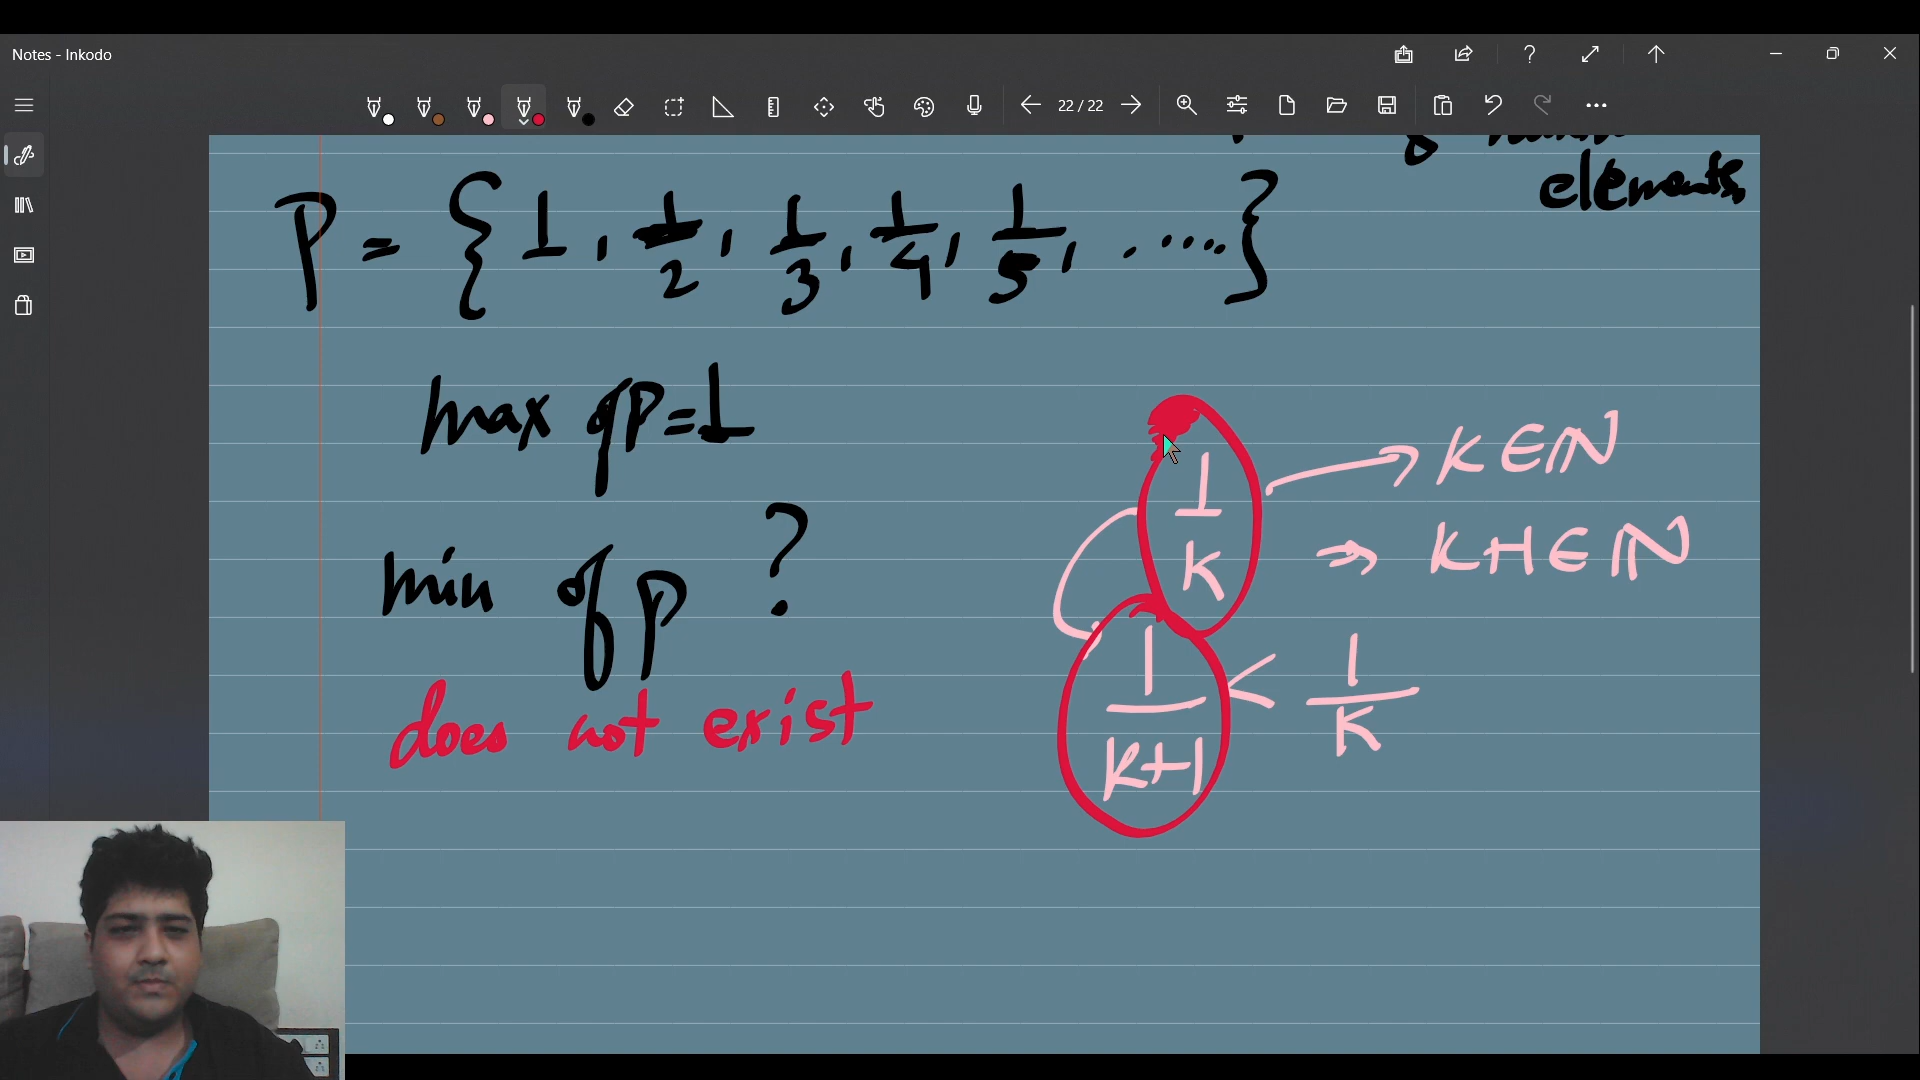 Notes - Inkodo
22 / 22
elements
P = { 1 , 1/2 , 1/3 , 1/4 , 1/5 , ..... }
max of P = 1
min of P ?
does not exist
1/K → K ∈ ℕ
⇒ K+1 ∈ ℕ
1/K+1 < 1/K